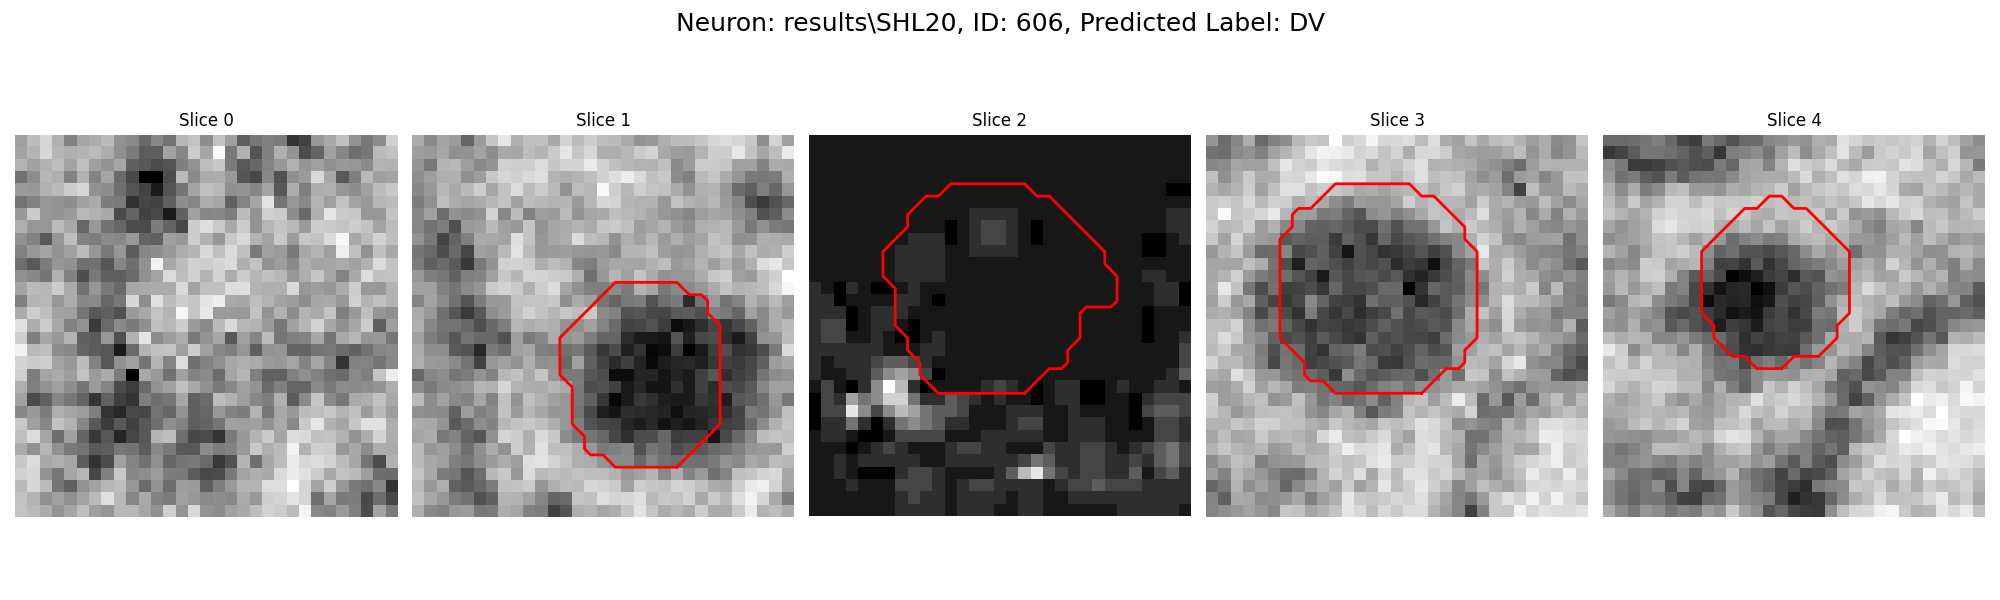 Neuron: results\SHL20, ID: 606, Predicted Label: DV
Slice 0
Slice 1
Slice 2
Slice 3
Slice 4